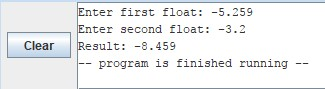 Enter first float: -5.259
Enter second float: -3.2
Clear
Result: -8.459
-- program is finished running --